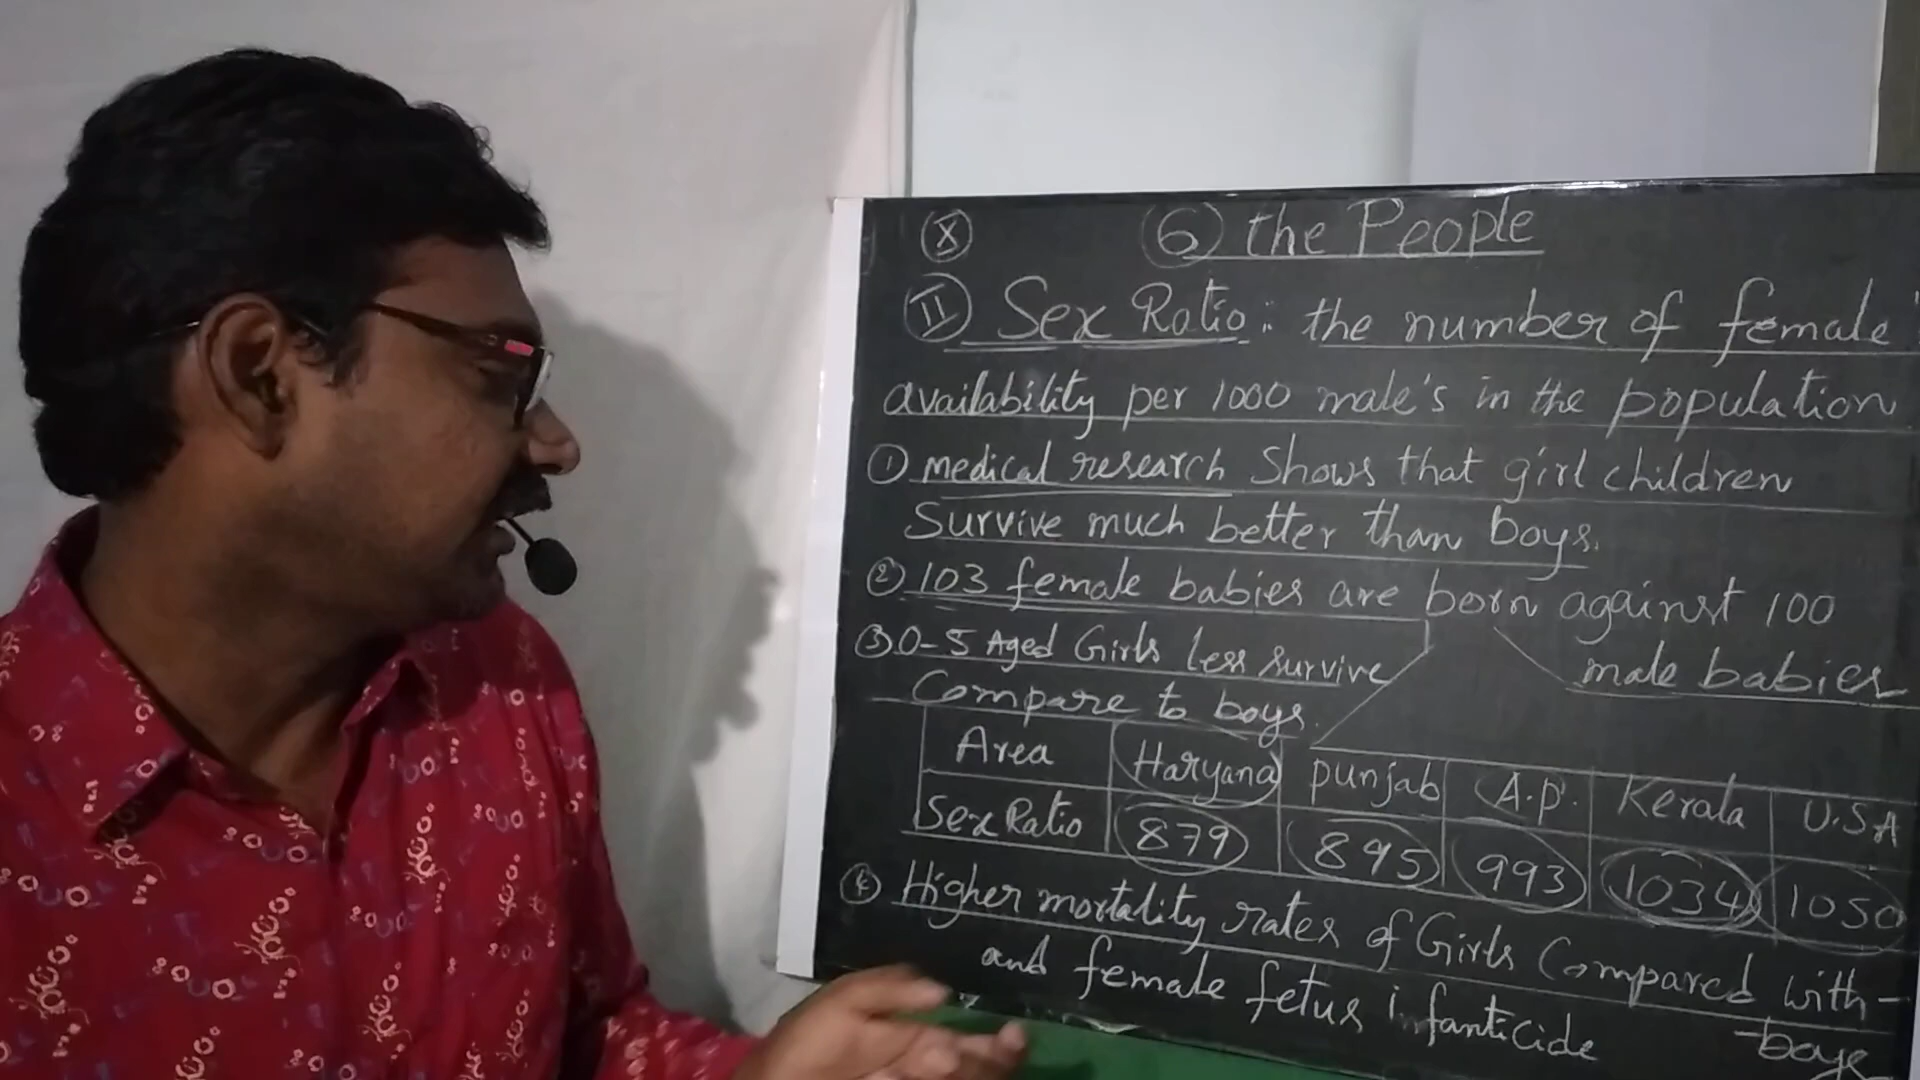 X 6 the People
II Sex Ratio: the number of female
availability per 1000 male's in the population
1 medical research Shows that girl children
Survive much better than boys.
2 103 female babies are born against 100
male babies
3 0-5 Aged Girls less survive
Compare to boys.
Area Haryana punjab A.P. Kerala U.S.A
Sex Ratio 879 895 993 1034 1050
4 Higher mortality rates of Girls Compared with-
boys
and female fetus infanticide